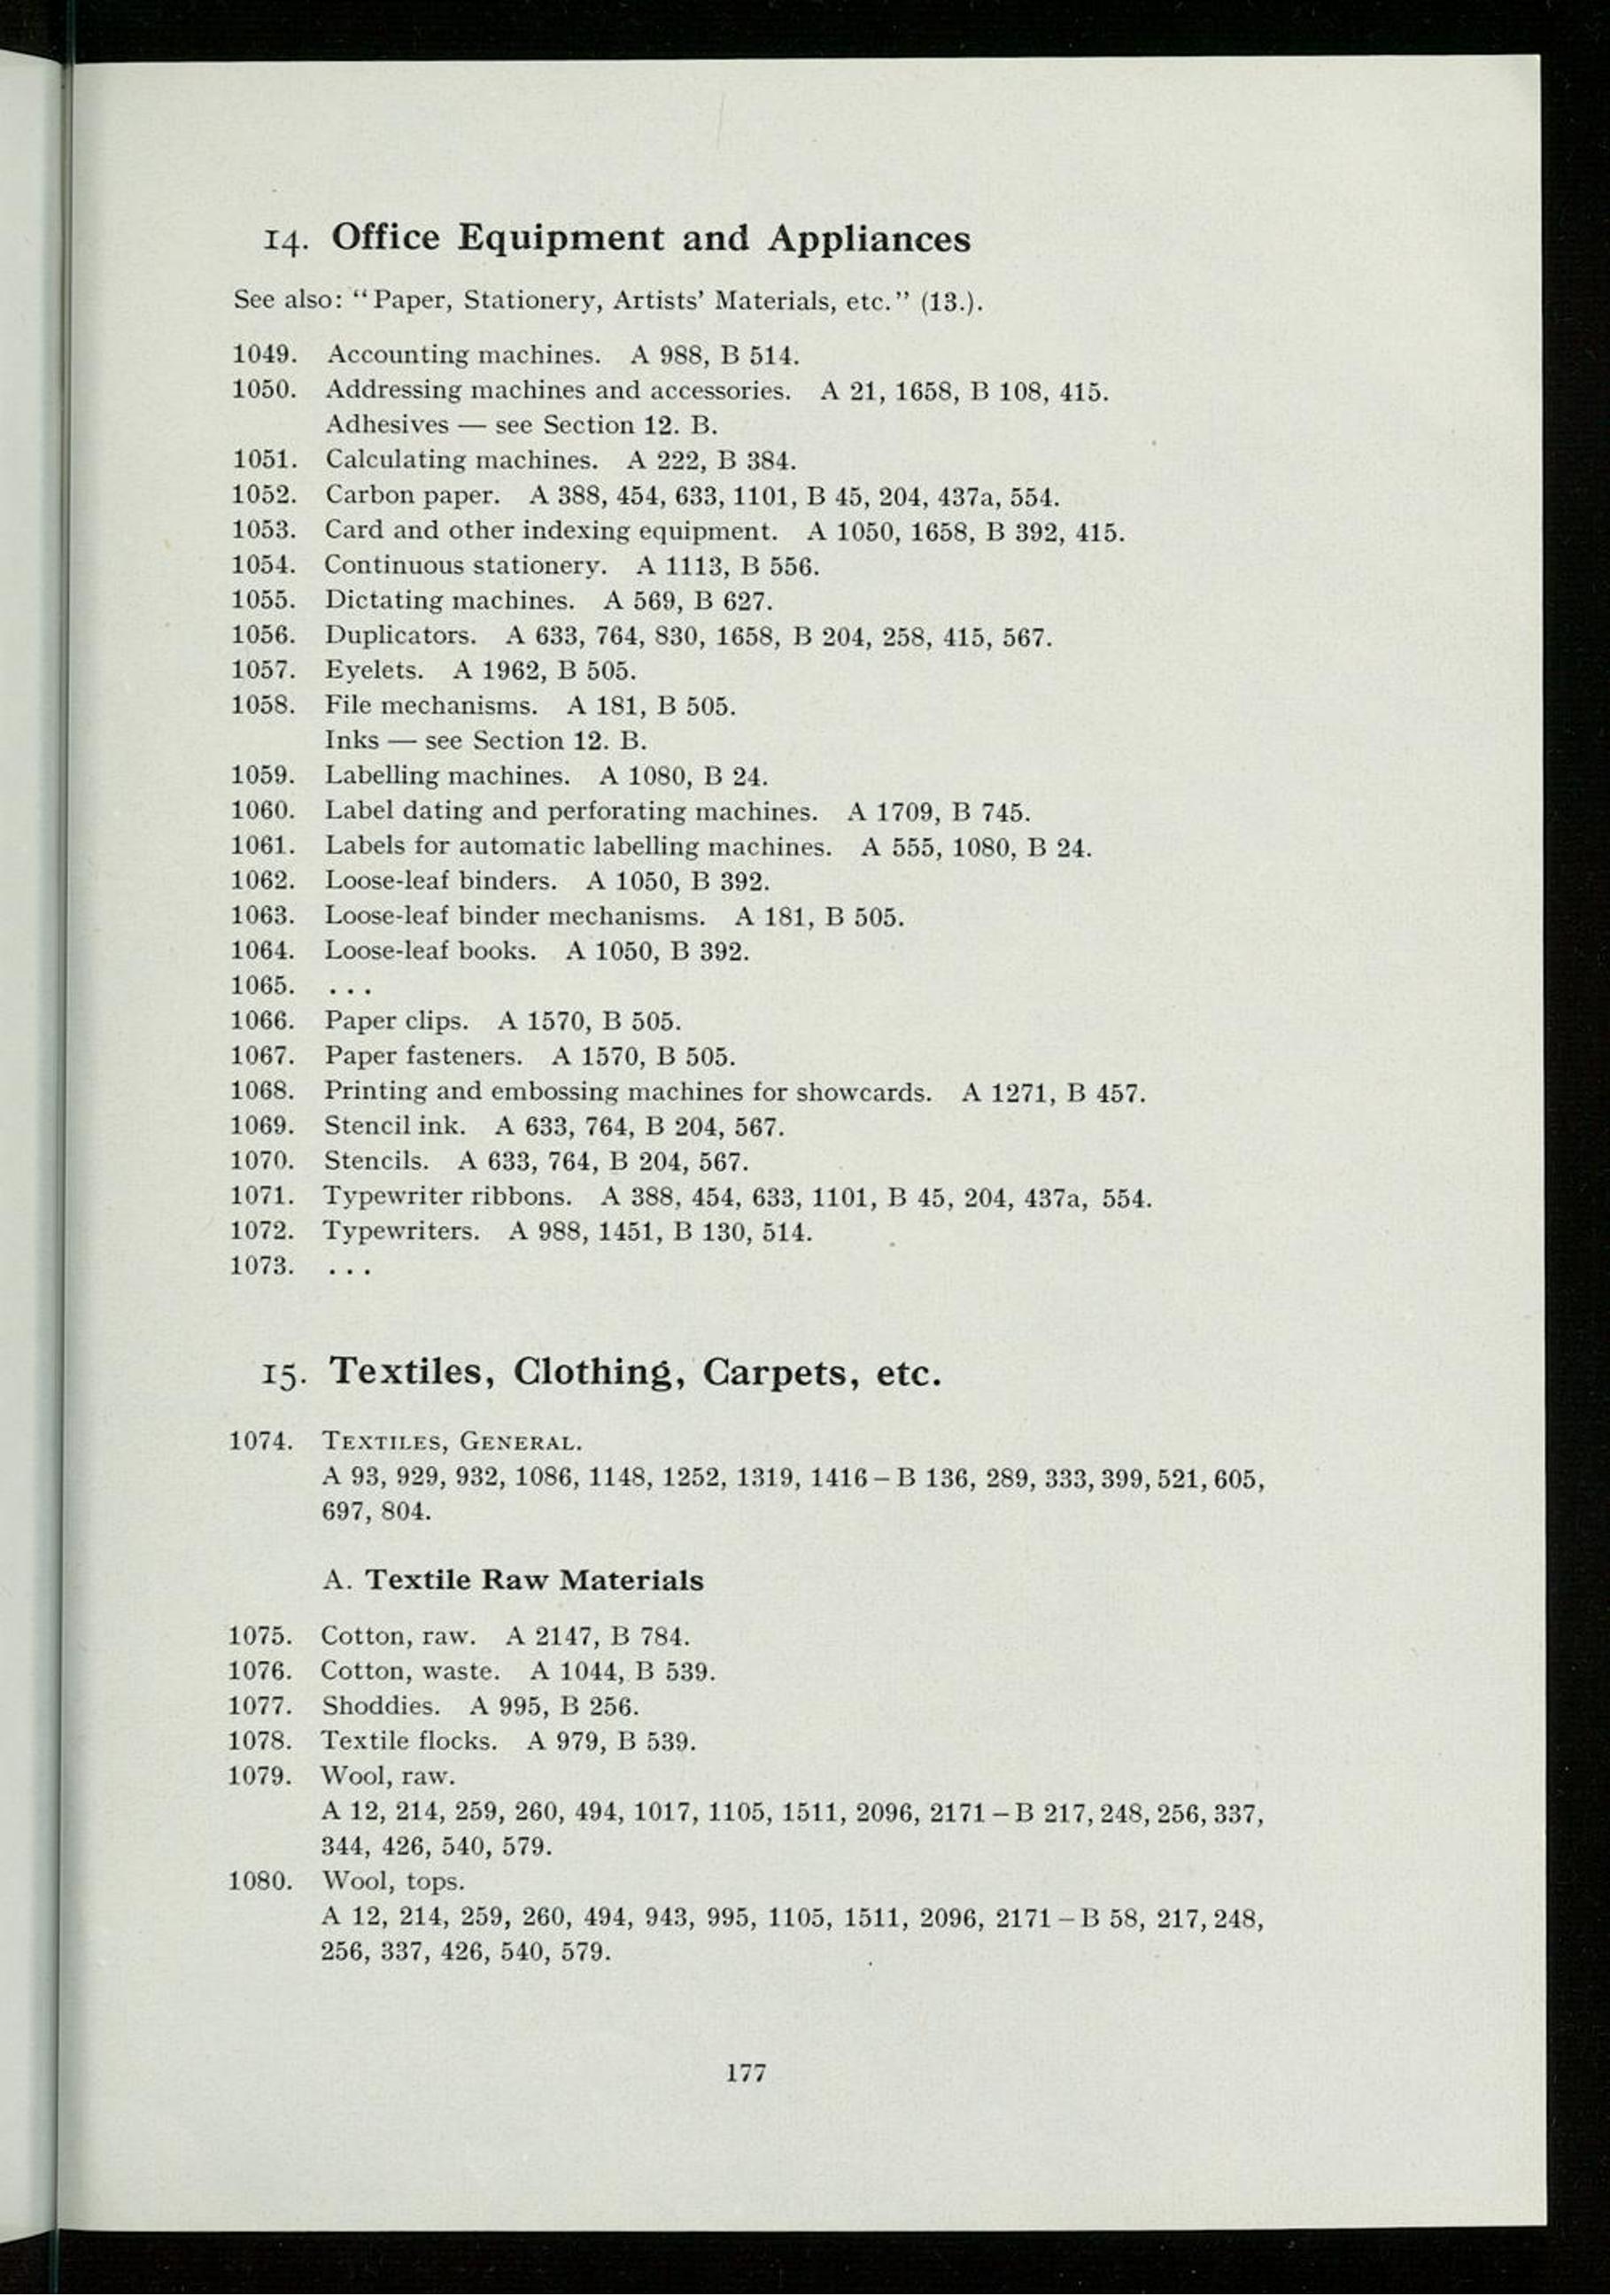 14. Office Equipment and Appliances
See also: “Paper, Stationery, Artists’ Materials, etc.” (13.).
1049. Accounting machines. A 988, B 514.
1050. Addressing machines and accessories. A 21, 1658, B 108, 415.
Adhesives — see Section 12. B.
1051. Calculating machines. A 222, B 384.
1052. Carbon paper. A 388, 454, 633, 1101, B 45, 204, 437a, 554.
1053. Card and other indexing equipment. A 1050, 1658, B 392, 415.
1054. Continuous stationery. A 1113, B 556.
1055. Dictating machines. A 569, B 627.
1056. Duplicators. A 633, 764, 830, 1658, B 204, 258, 415, 567.
1057. Eyelets. A 1962, B 505.
1058. File mechanisms. A 181, B 505.
Inks — see Section 12. B.
1059. Labelling machines. A 1080, B 24.
1060. Label dating and perforating machines. A 1709, B 745.
1061. Labels for automatic labelling machines. A 555, 1080, B 24.
1062. Loose-leaf binders. A 1050, B 392.
1063. Loose-leaf binder mechanisms. A 181, B 505.
1064. Loose-leaf books. A 1050, B 392.
1065. ...
1066. Paper clips. A 1570, B 505.
1067. Paper fasteners. A 1570, B 505.
1068. Printing and embossing machines for showcards. A 1271, B 457.
1069. Stencil ink. A 633, 764, B 204, 567.
1070. Stencils. A 633, 764, B 204, 567.
1071. Typewriter ribbons. A 388, 454, 633, 1101, B 45, 204, 437a, 554.
1072. Typewriters. A 988, 1451, B 130, 514.
1073. ...
15. Textiles, Clothing, Carpets, etc.
1074. TEXTILES, GENERAL.
A 93, 929, 932, 1086, 1148, 1252, 1319, 1416 – B 136, 289, 333, 399, 521, 605,
697, 804.
A. Textile Raw Materials
1075. Cotton, raw. A 2147, B 784.
1076. Cotton, waste. A 1044, B 539.
1077. Shoddies. A 995, B 256.
1078. Textile flocks. A 979, B 539.
1079. Wool, raw.
A 12, 214, 259, 260, 494, 1017, 1105, 1511, 2096, 2171 – B 217, 248, 256, 337,
344, 426, 540, 579.
1080. Wool, tops.
A 12, 214, 259, 260, 494, 943, 995, 1105, 1511, 2096, 2171 – B 58, 217, 248,
256, 337, 426, 540, 579.
177